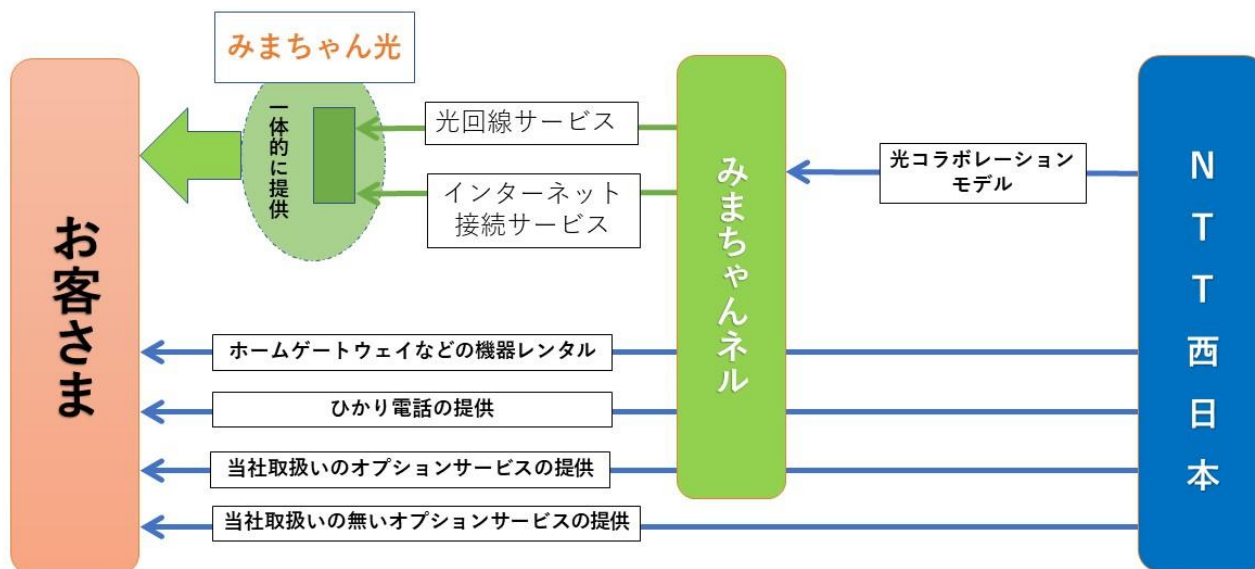 みまちゃん光
お客さま
一体的に提供
光回線サービス
インターネット
接続サービス
みまちゃんネル
光コラボレーション
モデル
NTT西日本
ホームゲートウェイなどの機器レンタル
ひかり電話の提供
当社取扱いのオプションサービスの提供
当社取扱いの無いオプションサービスの提供